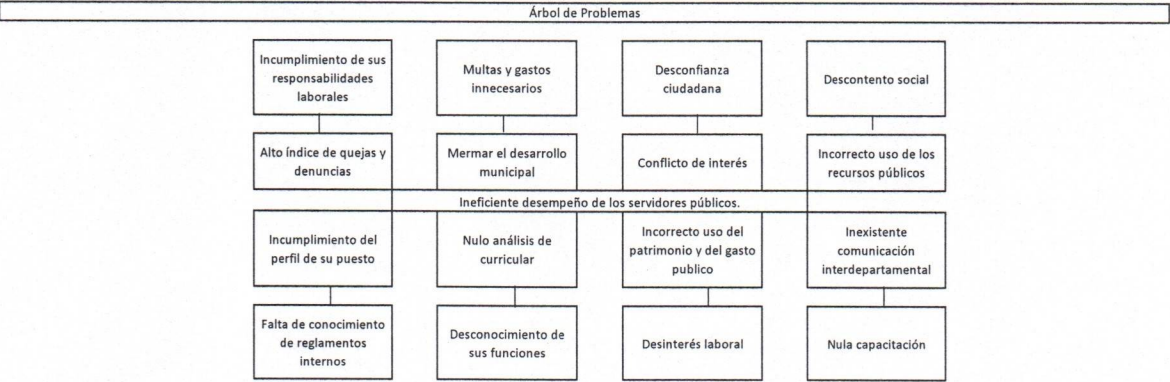 Árbol de Problemas
Incumplimiento de sus
responsabilidades
laborales
Multas y gastos
innecesarios
Desconfianza
ciudadana
Descontento social
Alto índice de quejas y
denuncias
Mermar el desarrollo
municipal
Conflicto de interés
Incorrecto uso de los
recursos públicos
Ineficiente desempeño de los servidores públicos.
Incumplimiento del
perfil de su puesto
Nulo análisis de
curricular
Incorrecto uso del
patrimonio y del gasto
publico
Inexistente
comunicación
interdepartamental
Falta de conocimiento
de reglamentos
internos
Desconocimiento de
sus funciones
Desinterés laboral
Nula capacitación